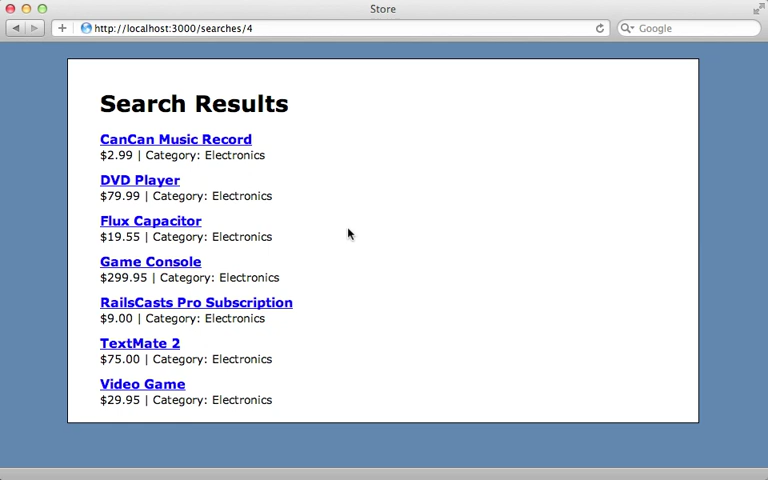 Store
http://localhost:3000/searches/4
Google
Search Results
CanCan Music Record
$2.99 | Category: Electronics
DVD Player
$79.99 | Category: Electronics
Flux Capacitor
$19.55 | Category: Electronics
Game Console
$299.95 | Category: Electronics
RailsCasts Pro Subscription
$9.00 | Category: Electronics
TextMate 2
$75.00 | Category: Electronics
Video Game
$29.95 | Category: Electronics